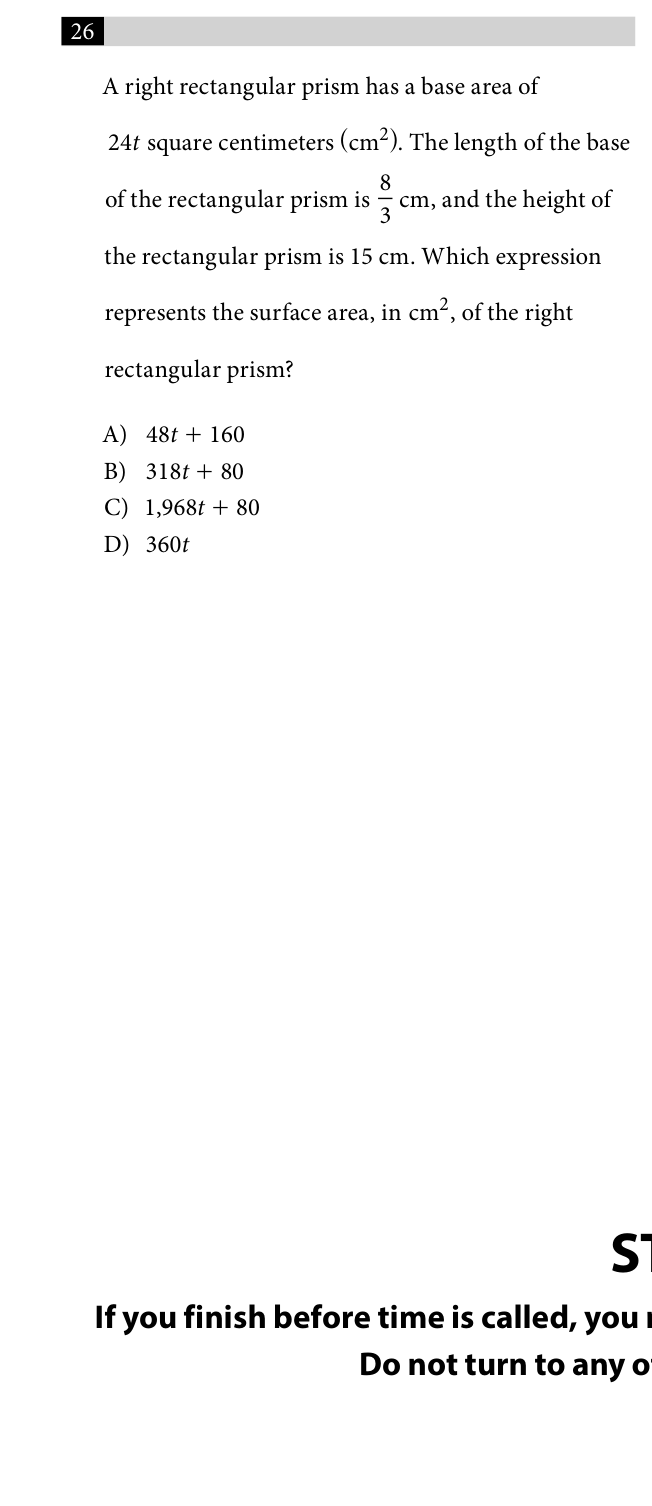 26
A right rectangular prism has a base area of
24t square centimeters (cm²). The length of the base
of the rectangular prism is 8/3 cm, and the height of
the rectangular prism is 15 cm. Which expression
represents the surface area, in cm², of the right
rectangular prism?
A) 48t + 160
B) 318t + 80
C) 1,968t + 80
D) 360t
ST
If you finish before time is called, you
Do not turn to any